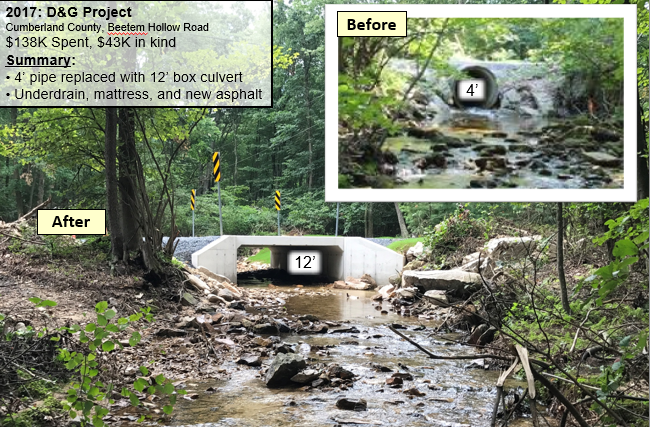 2017: D&G Project
Cumberland County, Beetem Hollow Road
$138K Spent, $43K in kind
Summary:
• 4' pipe replaced with 12' box culvert
• Underdrain, mattress, and new asphalt
Before
4'
After
12'